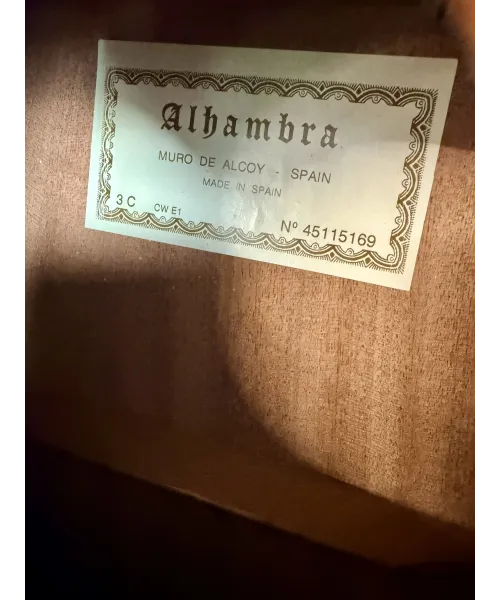 Alhambra
MURO DE ALCOY - SPAIN
MADE IN SPAIN
3 C CW E1 Nº 45115169